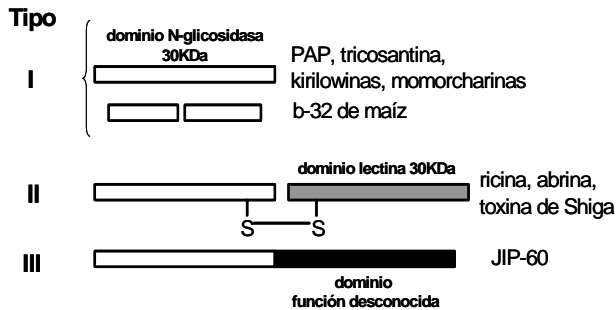 Tipo
dominio N-glicosidasa
30KDa
I
PAP, tricosantina,
kirilowinas, momorcharinas
b-32 de maíz
dominio lectina 30KDa
II
ricina, abrina,
toxina de Shiga
S S
III
JIP-60
dominio
función desconocida